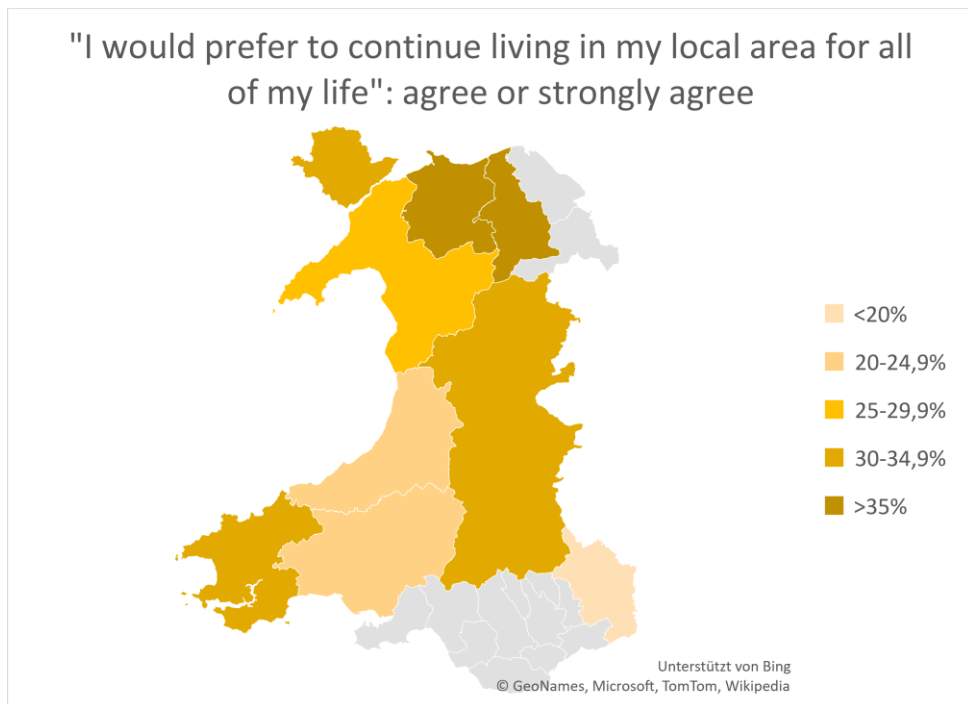 "I would prefer to continue living in my local area for all
of my life": agree or strongly agree
<20%
20-24,9%
25-29,9%
30-34,9%
>35%
Unterstützt von Bing
© GeoNames, Microsoft, TomTom, Wikipedia